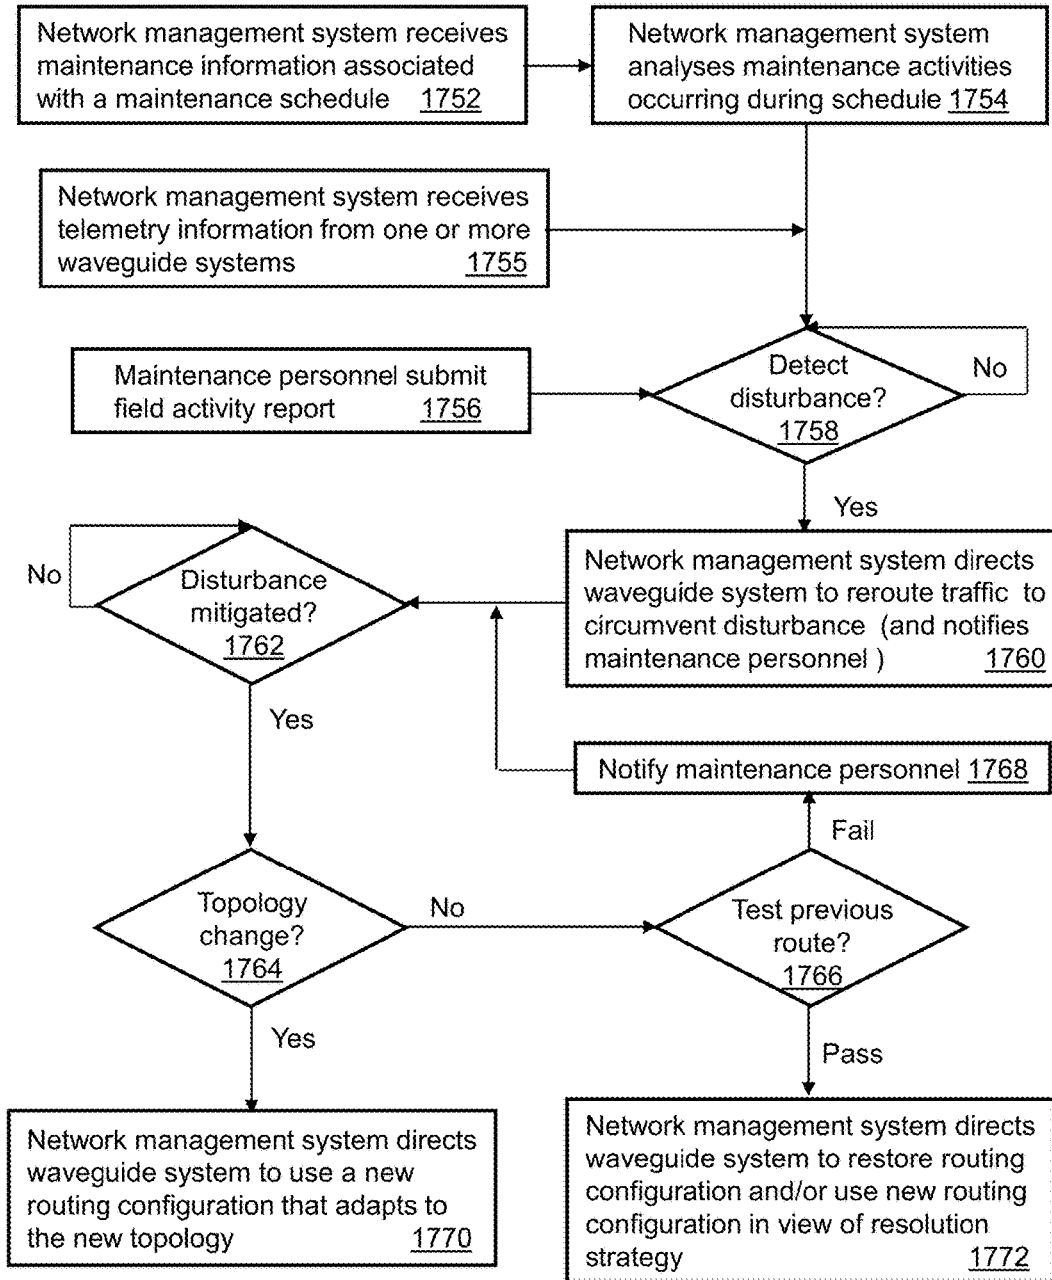 Network management system receives
maintenance information associated
with a maintenance schedule 1752
Network management system
analyses maintenance activities
occurring during schedule 1754
Network management system receives
telemetry information from one or more
waveguide systems 1755
Maintenance personnel submit
field activity report 1756
Detect
disturbance?
1758
No
Yes
Network management system directs
waveguide system to reroute traffic to
circumvent disturbance (and notifies
maintenance personnel ) 1760
No
Disturbance
mitigated?
1762
Yes
Notify maintenance personnel 1768
Fail
Topology
change?
1764
No
Test previous
route?
1766
Yes
Pass
Network management system directs
waveguide system to use a new
routing configuration that adapts to
the new topology 1770
Network management system directs
waveguide system to restore routing
configuration and/or use new routing
configuration in view of resolution
strategy 1772